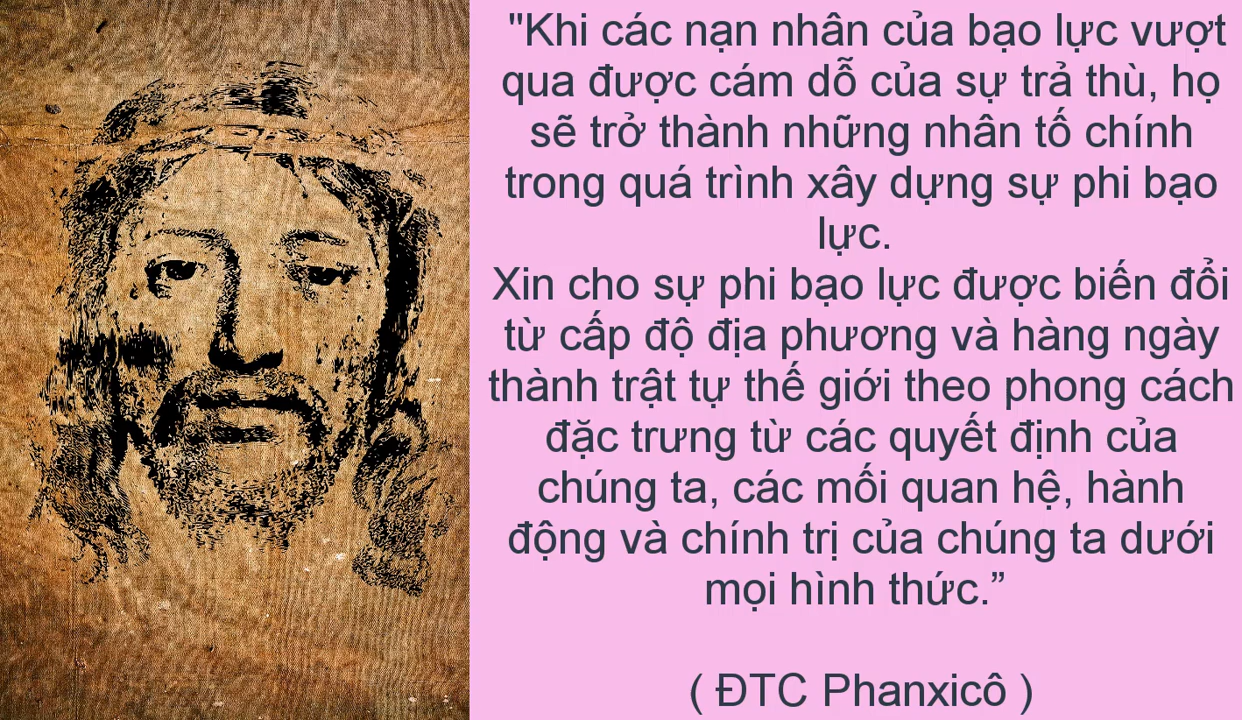 "Khi các nạn nhân của bạo lực vượt
qua được cám dỗ của sự trả thù, họ
sẽ trở thành những nhân tố chính
trong quá trình xây dựng sự phi bạo
lực.
Xin cho sự phi bạo lực được biến đổi
từ cấp độ địa phương và hàng ngày
thành trật tự thế giới theo phong cách
đặc trưng từ các quyết định của
chúng ta, các mối quan hệ, hành
động và chính trị của chúng ta dưới
mọi hình thức.”
( ĐTC Phanxicô )